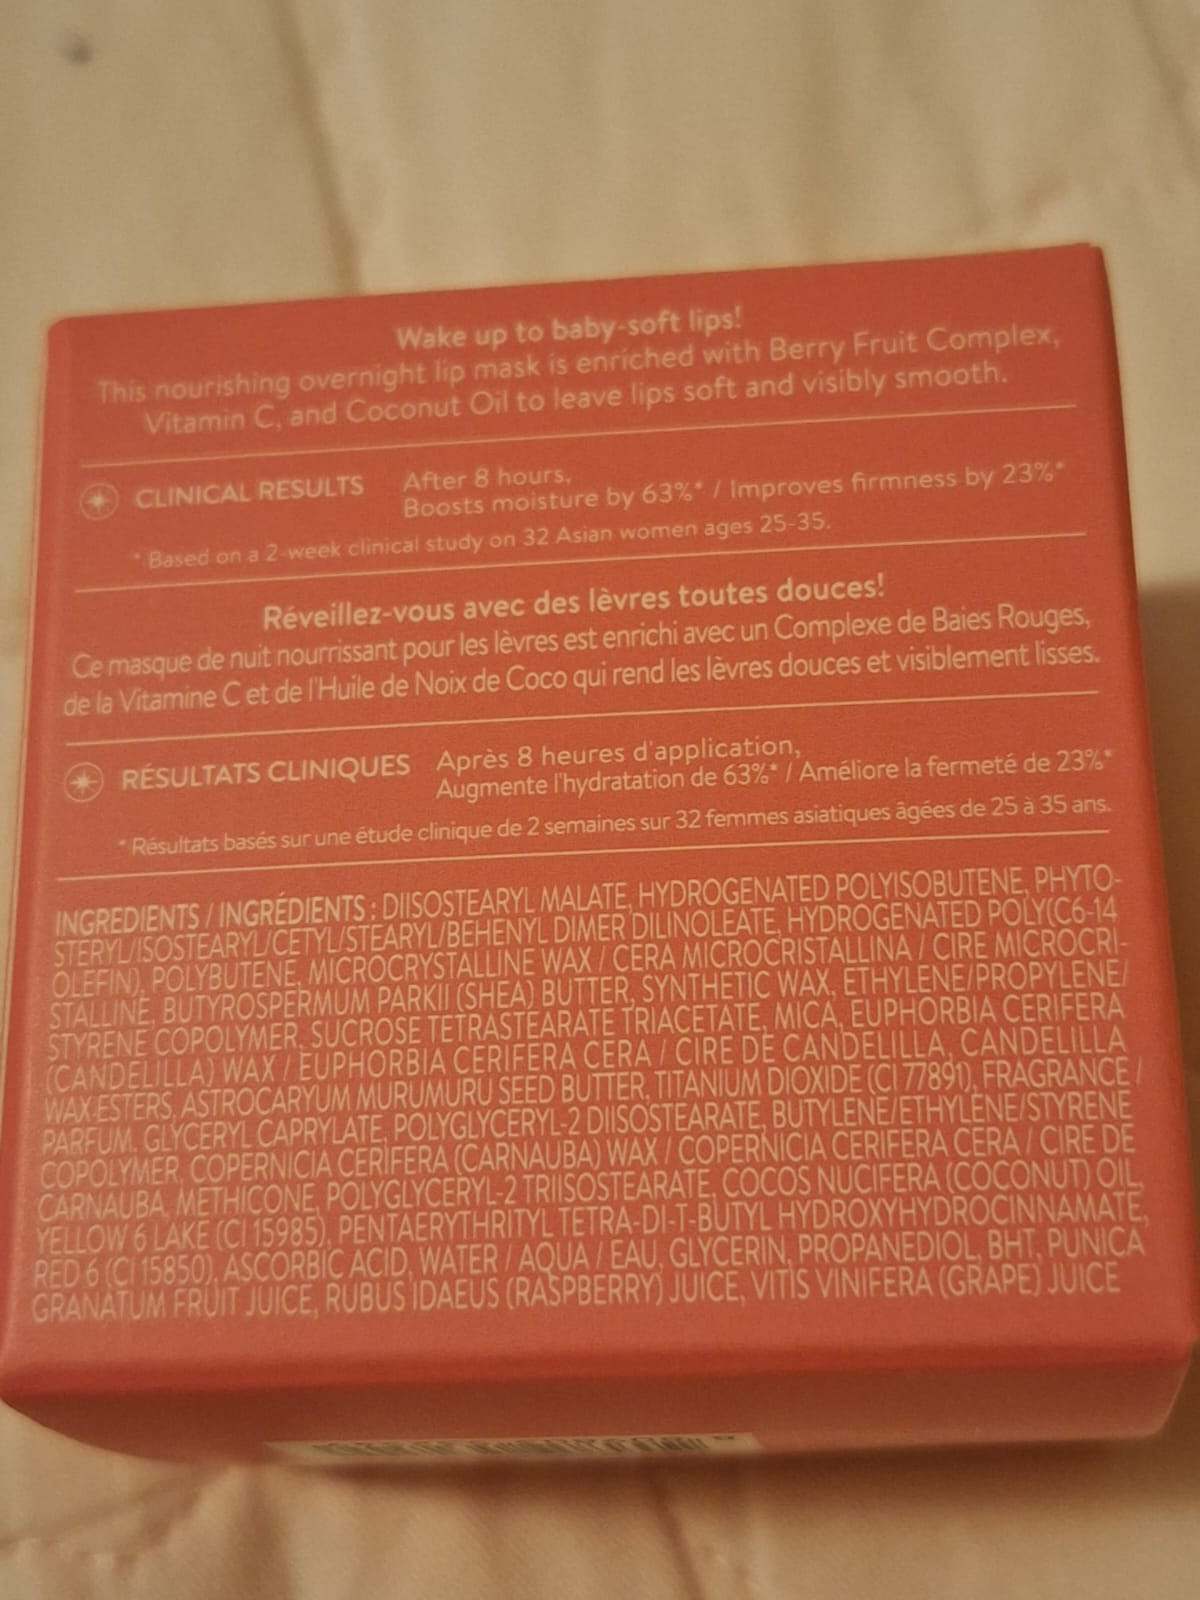 Wake up to baby-soft lips!
This nourishing overnight lip mask is enriched with Berry Fruit Complex,
Vitamin C, and Coconut Oil to leave lips soft and visibly smooth.
CLINICAL RESULTS After 8 hours,
Boosts moisture by 63%* / Improves firmness by 23%*
* Based on a 2-week clinical study on 32 Asian women ages 25-35.
Réveillez-vous avec des lèvres toutes douces!
Ce masque de nuit nourrissant pour les lèvres est enrichi avec un Complexe de Baies Rouges,
de la Vitamine C et de l'Huile de Noix de Coco qui rend les lèvres douces et visiblement lisses.
RÉSULTATS CLINIQUES Après 8 heures d'application,
Augmente l'hydratation de 63%* / Améliore la fermeté de 23%*
* Résultats basés sur une étude clinique de 2 semaines sur 32 femmes asiatiques âgées de 25 à 35 ans.
INGREDIENTS / INGRÉDIENTS : DIISOSTEARYL MALATE, HYDROGENATED POLYISOBUTENE, PHYTO-
STERYL/ISOSTEARYL/CETYL/STEARYL/BEHENYL DIMER DILINOLEATE, HYDROGENATED POLY(C6-14
OLEFIN), POLYBUTENE, MICROCRYSTALLINE WAX / CERA MICROCRISTALLINA / CIRE MICROCRI-
STALLINE, BUTYROSPERMUM PARKII (SHEA) BUTTER, SYNTHETIC WAX, ETHYLENE/PROPYLENE/
STYRENE COPOLYMER, SUCROSE TETRASTEARATE TRIACETATE, MICA, EUPHORBIA CERIFERA
(CANDELILLA) WAX / EUPHORBIA CERIFERA CERA / CIRE DE CANDELILLA, CANDELILLA
WAX ESTERS, ASTROCARYUM MURUMURU SEED BUTTER, TITANIUM DIOXIDE (CI 77891), FRAGRANCE /
PARFUM, GLYCERYL CAPRYLATE, POLYGLYCERYL-2 DIISOSTEARATE, BUTYLENE/ETHYLENE/STYRENE
COPOLYMER, COPERNICIA CERIFERA (CARNAUBA) WAX / COPERNICIA CERIFERA CERA / CIRE DE
CARNAUBA, METHICONE, POLYGLYCERYL-2 TRIISOSTEARATE, COCOS NUCIFERA (COCONUT) OIL,
YELLOW 6 LAKE (CI 15985), PENTAERYTHRITYL TETRA-DI-T-BUTYL HYDROXYHYDROCINNAMATE,
RED 6 (CI 15850), ASCORBIC ACID, WATER / AQUA / EAU, GLYCERIN, PROPANEDIOL, BHT, PUNICA
GRANATUM FRUIT JUICE, RUBUS IDAEUS (RASPBERRY) JUICE, VITIS VINIFERA (GRAPE) JUICE